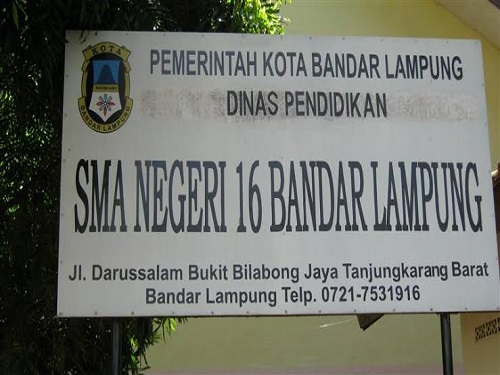 KOTA
BANDAR LAMPUNG
PEMERINTAH KOTA BANDAR LAMPUNG
DINAS PENDIDIKAN
SMA NEGERI 16 BANDAR LAMPUNG
Jl. Darussalam Bukit Bilabong Jaya Tanjungkarang Barat
Bandar Lampung Telp. 0721-7531916